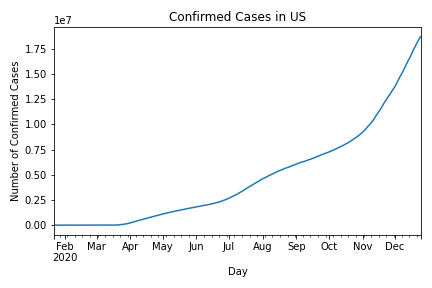 Confirmed Cases in US
1e7
1.75
1.50
1.25
1.00
0.75
0.50
0.25
0.00
Number of Confirmed Cases
Feb Mar Apr May Jun Jul Aug Sep Oct Nov Dec
2020
Day